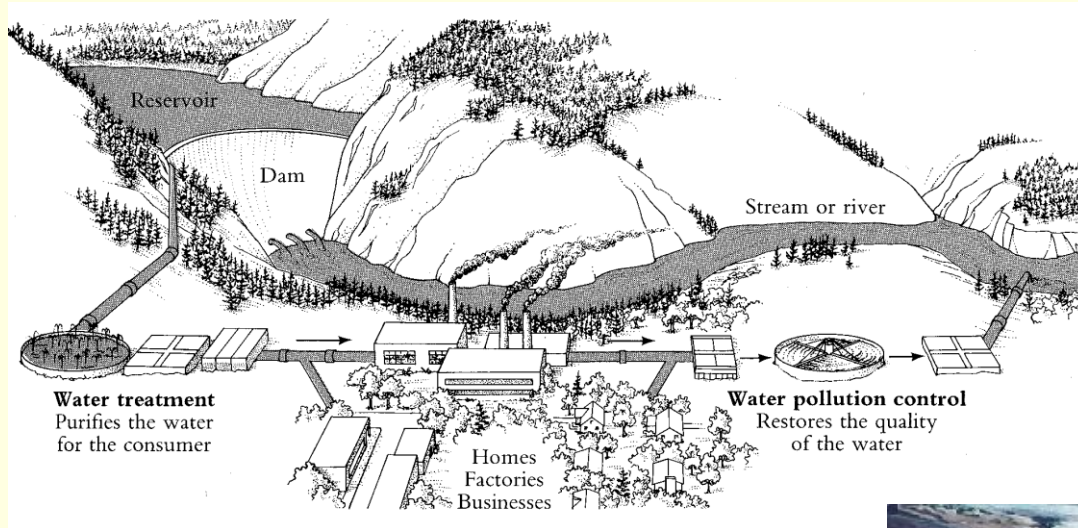 Reservoir
Dam
Stream or river
Water treatment
Purifies the water
for the consumer
Homes
Factories
Businesses
Water pollution control
Restores the quality
of the water